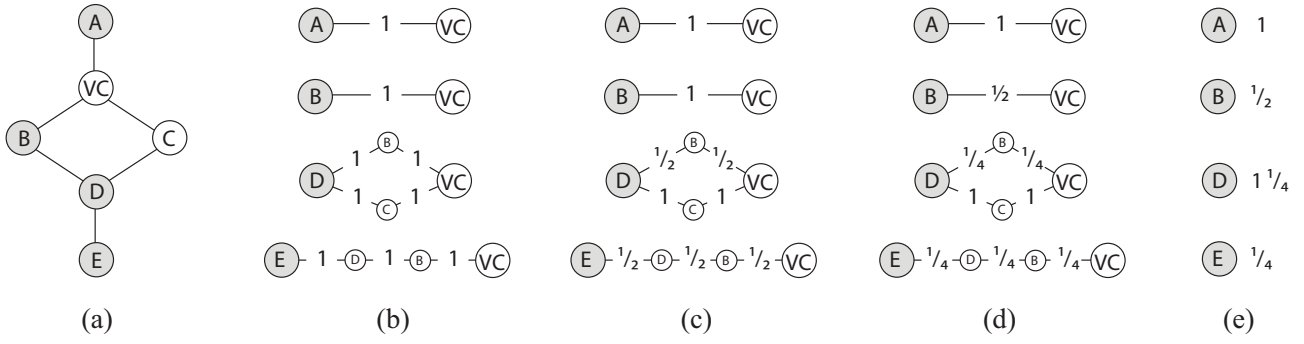 A
VC
B
C
D
E
(a)
A 1 VC
B 1 VC
B
1 1
D VC
1 1
C
E 1 D 1 B 1 VC
(b)
A 1 VC
B 1 VC
B
1/2 1/2
D VC
1 1
C
E 1/2 D 1/2 B 1/2 VC
(c)
A 1 VC
B ½ VC
B
1/4 1/4
D VC
1 1
C
E 1/4 D 1/4 B 1/4 VC
(d)
A 1
B 1/2
D 1 1/4
E 1/4
(e)